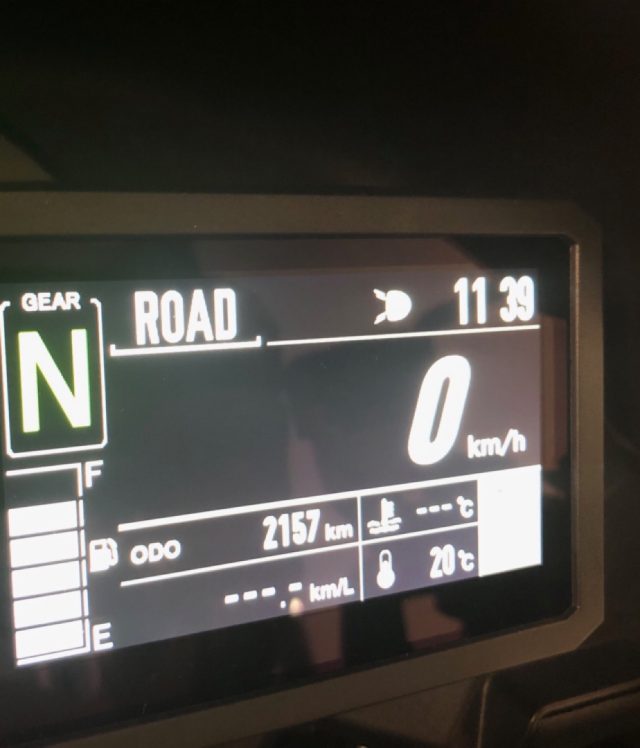 GEAR
N
ROAD
11 39
0 km/h
F
ODO 2157 km
---℃
---.- km/L
20℃
E